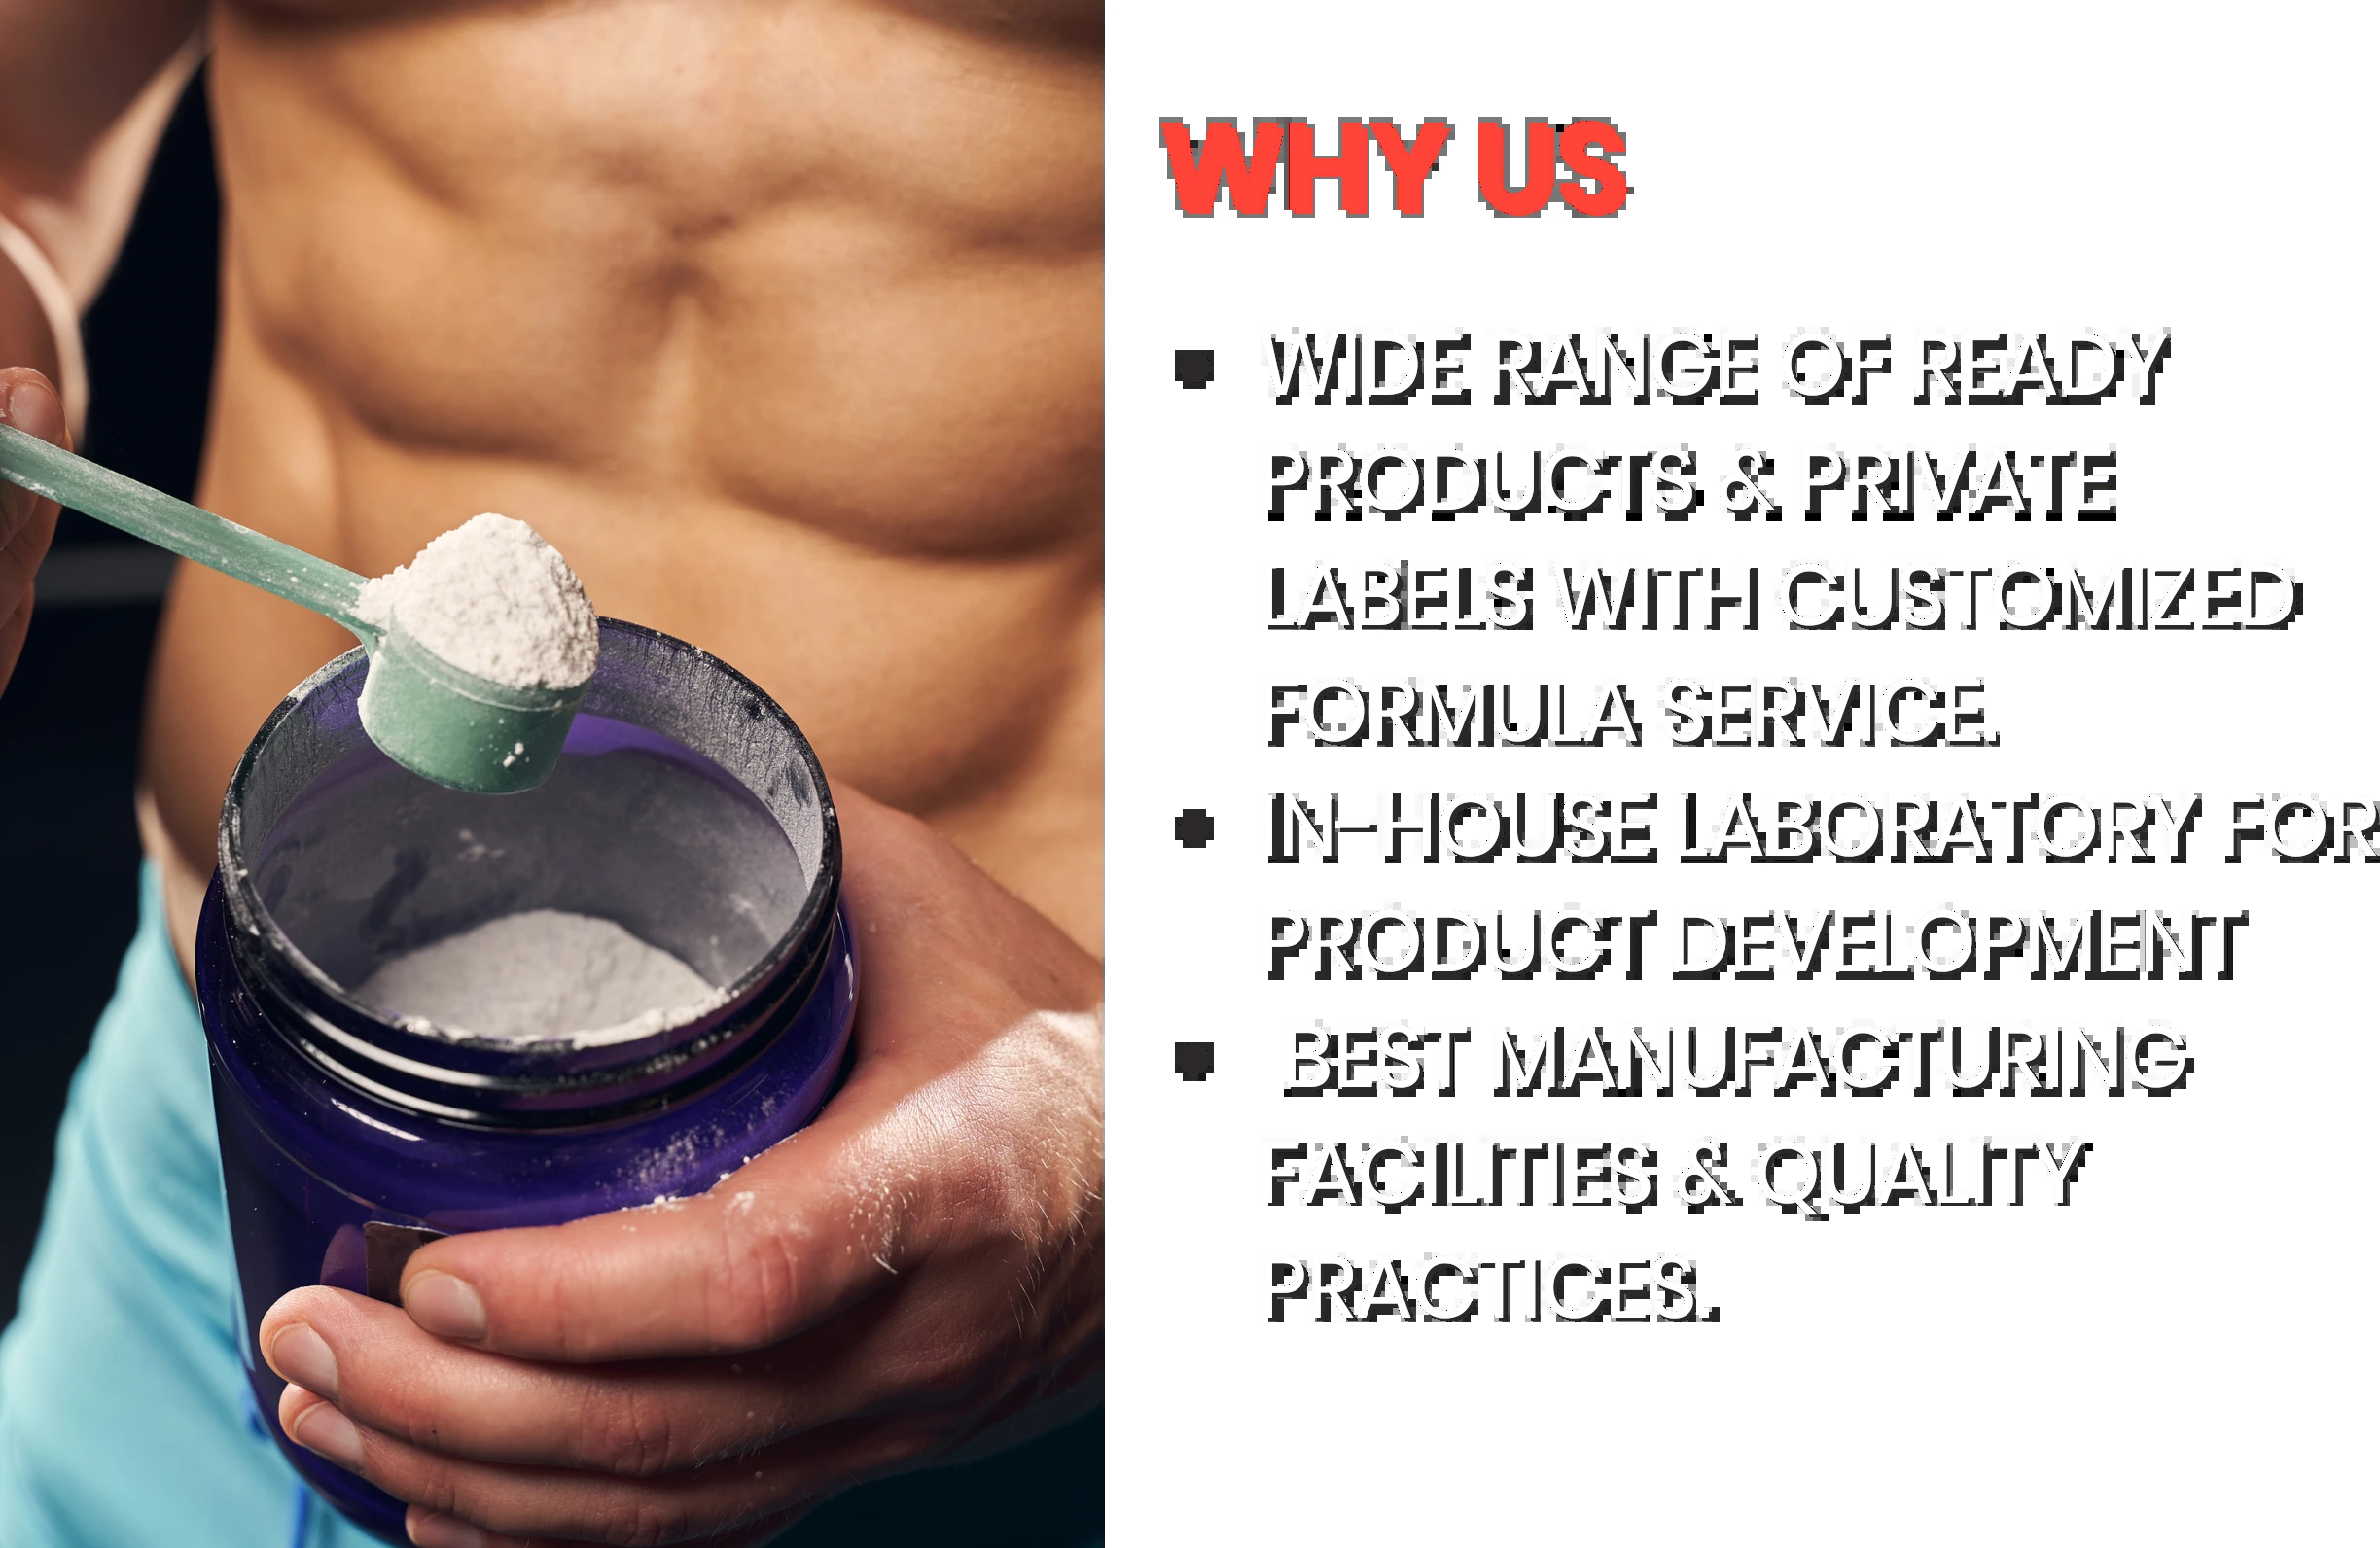 WHY US
• WIDE RANGE OF READY
PRODUCTS & PRIVATE
LABELS WITH CUSTOMIZED
FORMULA SERVICE.
• IN-HOUSE LABORATORY FOR
PRODUCT DEVELOPMENT
• BEST MANUFACTURING
FACILITIES & QUALITY
PRACTICES.